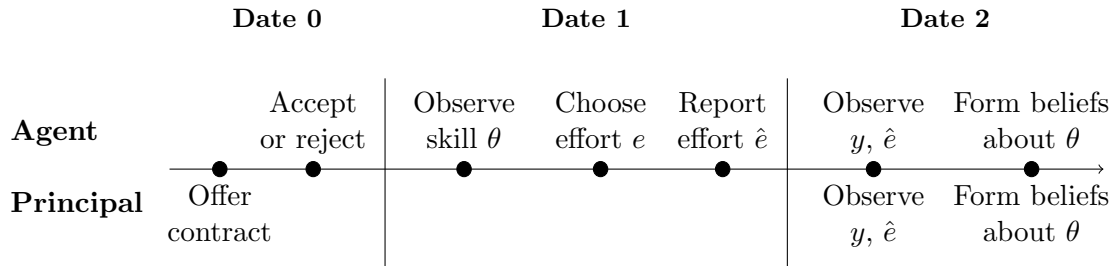 Date 0
Date 1
Date 2
Agent
Accept
or reject
Observe
skill θ
Choose
effort e
Report
effort ê
Observe
y, ê
Form beliefs
about θ
Principal
Offer
contract
Observe
y, ê
Form beliefs
about θ